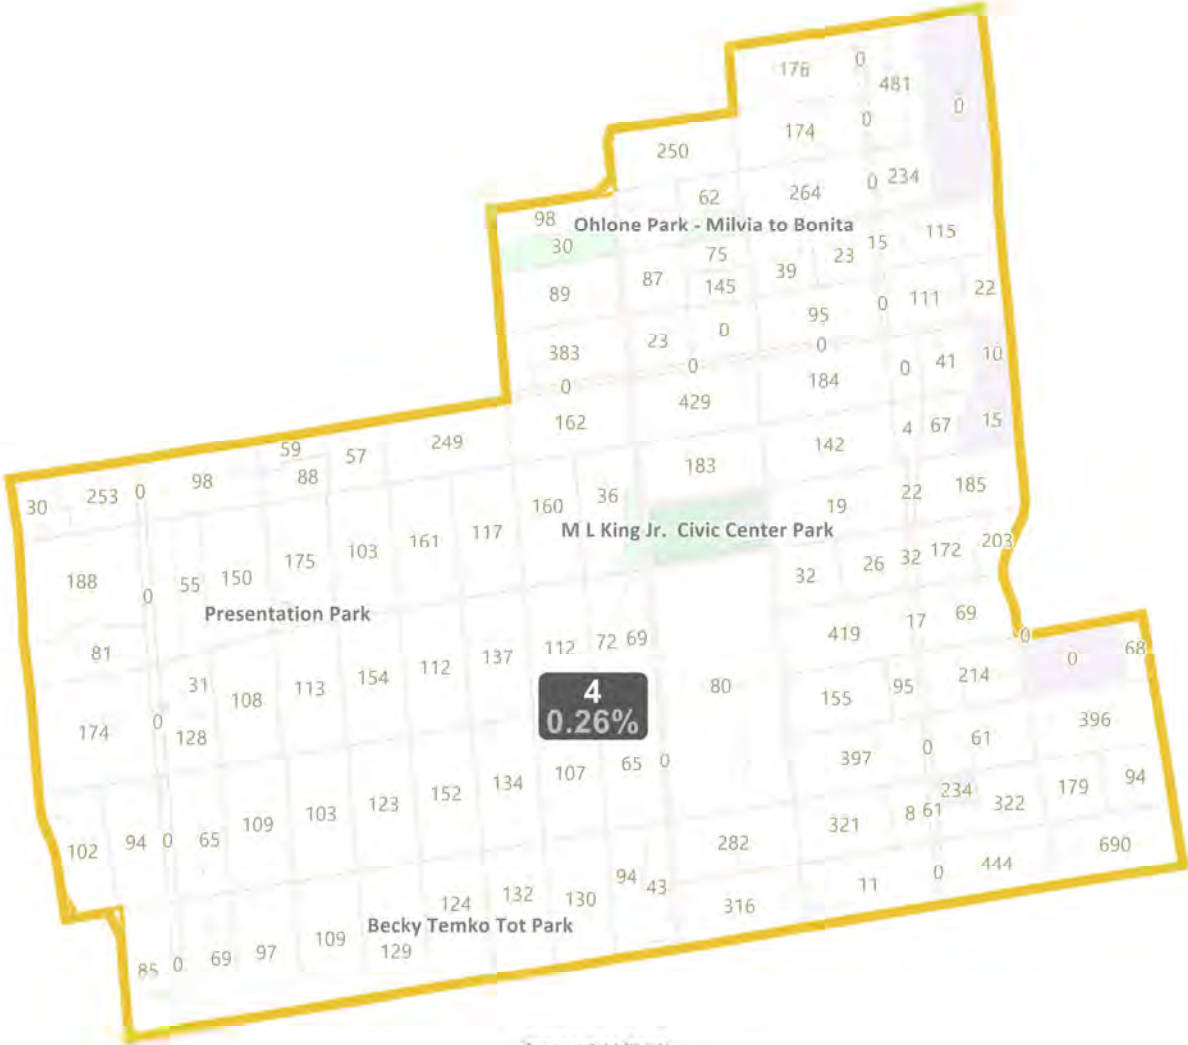 176 0 481 0
174 0
250
62 264 0 234
98
Ohlone Park - Milvia to Bonita
30 75 39 23 15 115
89 87 145
95 0 111 22
383 23 0
0 0 0
162 429 184 0 41 10
142 4 67 15
59 57 249
30 253 0 98 88
183
160 36 19 22 185
M L King Jr. Civic Center Park
188 0 55 150 175 103 161 117
32 26 32 172 203
Presentation Park
81
419 17 69 0
31 108 113 154 112 137 112 72 69
80 155 95 214 0 68
4
0.26%
174 0 128
397 0 61 396
102 94 0 65 109 103 123 152 134 107 65 0
282 321 8 61 234 322 179 94
94 43 316 11 0 444 690
124 132 130
Becky Temko Tot Park
85 0 69 97 109 129